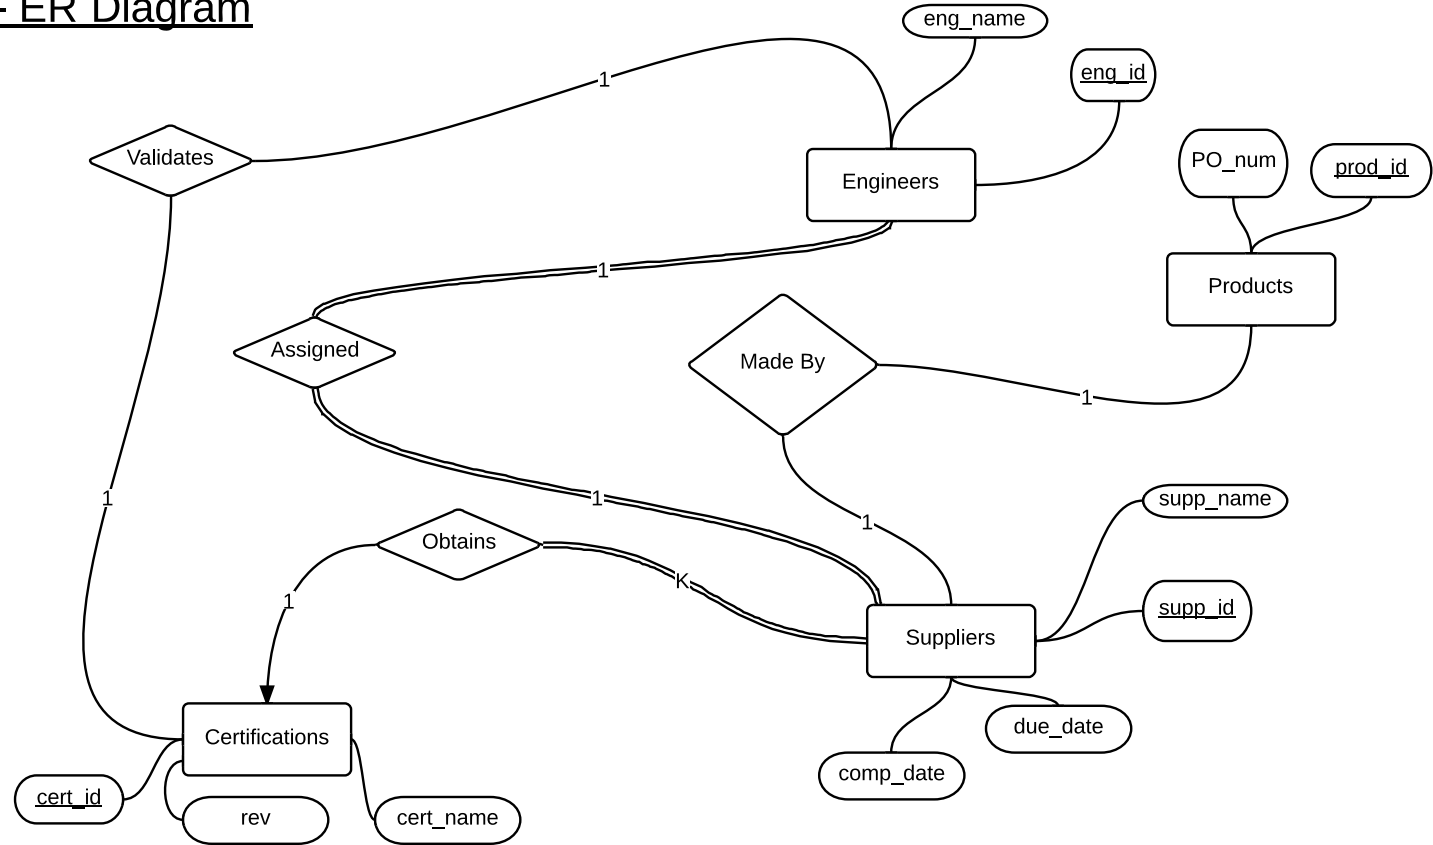 - ER Diagram
eng_name
eng_id
1
Validates
PO_num
prod_id
Engineers
1
Products
Assigned
Made By
1
1
1
supp_name
1
Obtains
K
1
supp_id
Suppliers
due_date
Certifications
comp_date
cert_id
rev
cert_name